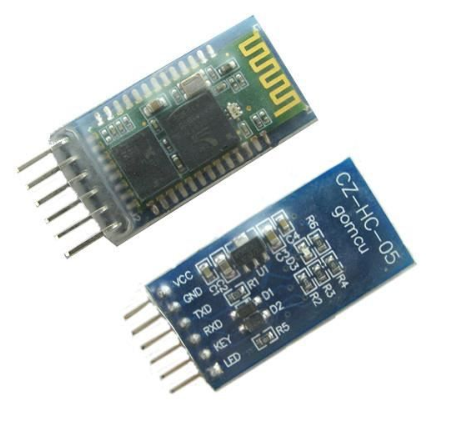 CZ-HC-05
gomcu
VCC
GND
TXD
RXD
KEY
LED
U1
R1
D1
D2
R5
D3
R2
R3
R4
R6